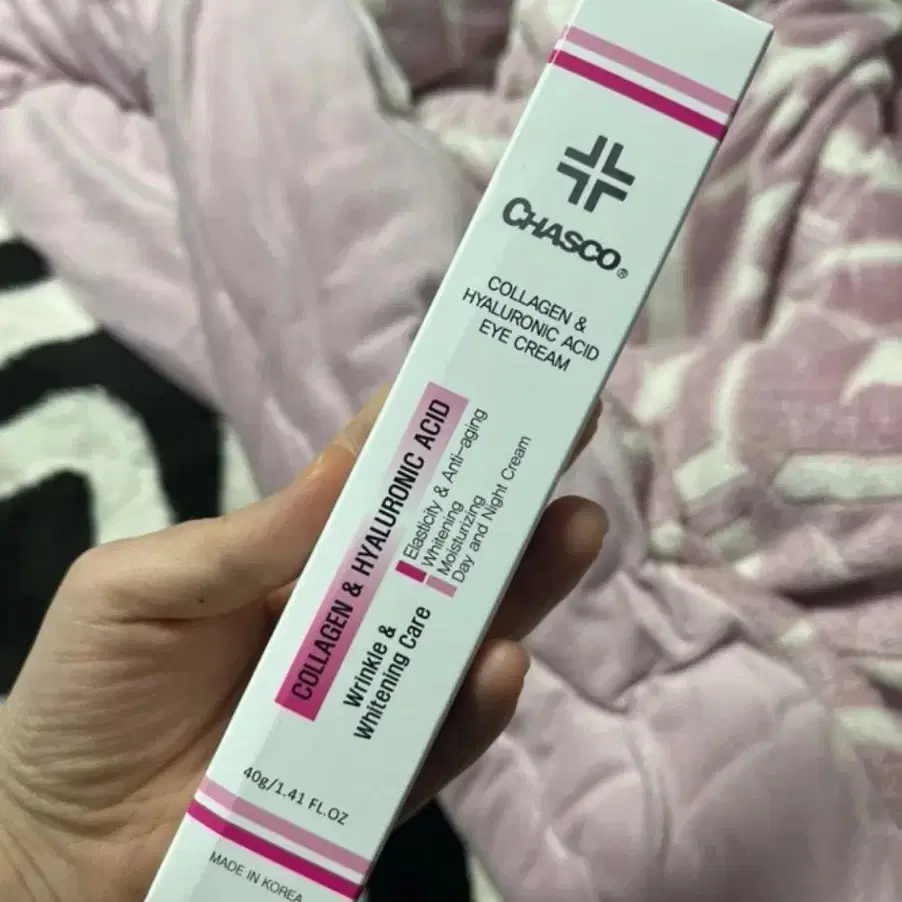 CHASCO®
COLLAGEN &
HYALURONIC ACID
EYE CREAM
COLLAGEN & HYALURONIC ACID
Elasticity & Anti-aging
Whitening
Moisturizing
Day and Night Cream
Wrinkle &
Whitening Care
40g/1.41 FL.OZ
MADE IN KOREA